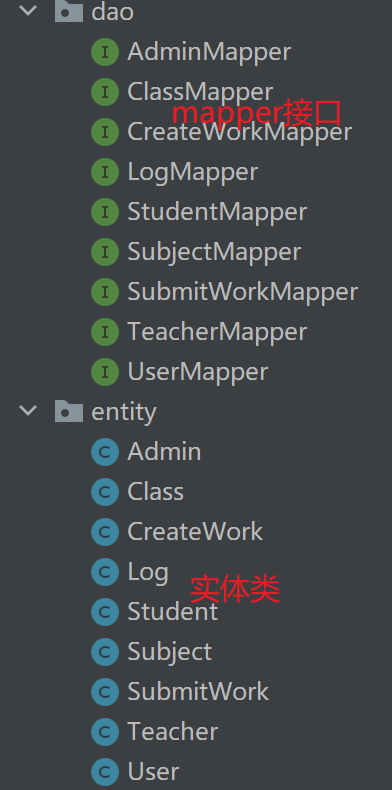 dao
AdminMapper
ClassMapper
mapper接口
CreateWorkMapper
LogMapper
StudentMapper
SubjectMapper
SubmitWorkMapper
TeacherMapper
UserMapper
entity
Admin
Class
CreateWork
Log
实体类
Student
Subject
SubmitWork
Teacher
User